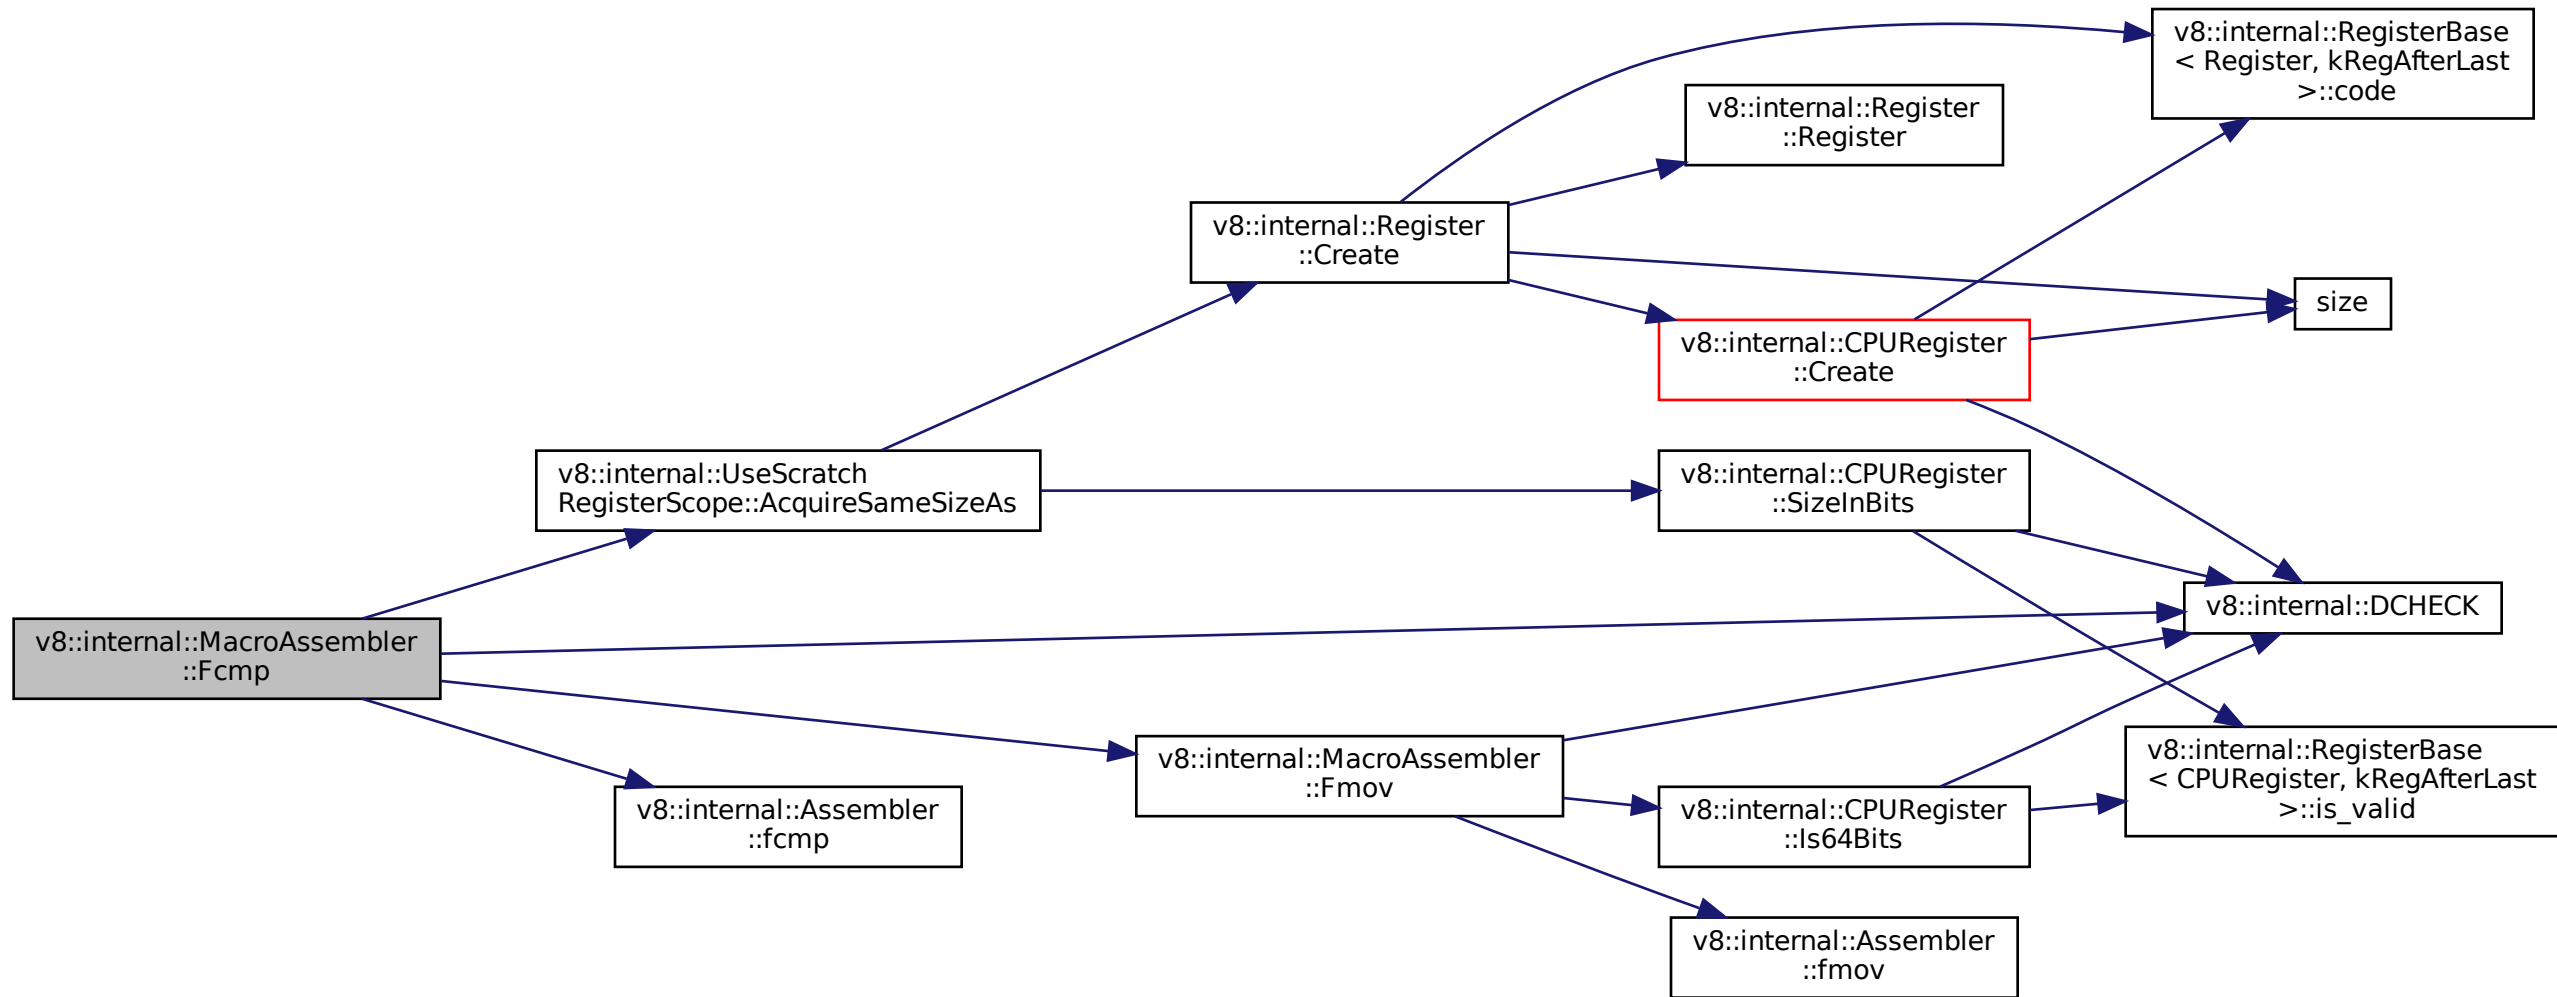 v8::internal::RegisterBase
< Register, kRegAfterLast
>::code
v8::internal::Register
::Register
v8::internal::Register
::Create
size
v8::internal::CPURegister
::Create
v8::internal::UseScratch
RegisterScope::AcquireSameSizeAs
v8::internal::CPURegister
::SizeInBits
v8::internal::DCHECK
v8::internal::MacroAssembler
::Fcmp
v8::internal::MacroAssembler
::Fmov
v8::internal::RegisterBase
< CPURegister, kRegAfterLast
>::is_valid
v8::internal::Assembler
::fcmp
v8::internal::CPURegister
::Is64Bits
v8::internal::Assembler
::fmov